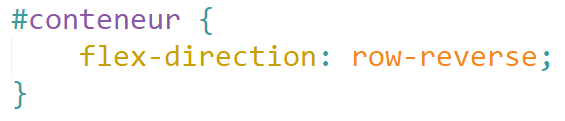 #conteneur {
    flex-direction: row-reverse;
}